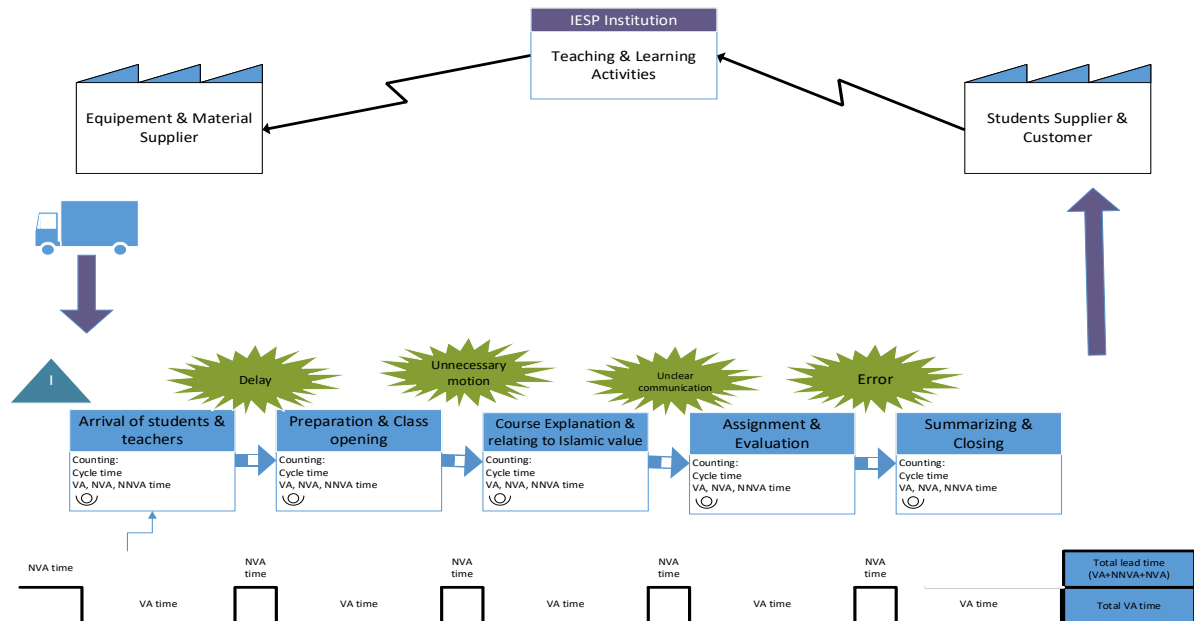 IESP Institution
Teaching & Learning
Activities
Equipement & Material
Supplier
Students Supplier &
Customer
I
Delay
Unnecessary
motion
Unclear
communication
Error
Arrival of students &
teachers
Counting:
Cycle time
VA, NVA, NNVA time
Preparation & Class
opening
Counting:
Cycle time
VA, NVA, NNVA time
Course Explanation &
relating to Islamic value
Counting:
Cycle time
VA, NVA, NNVA time
Assignment &
Evaluation
Counting:
Cycle time
VA, NVA, NNVA time
Summarizing &
Closing
Counting:
Cycle time
VA, NVA, NNVA time
NVA time
VA time
NVA
time
VA time
NVA
time
VA time
NVA
time
VA time
NVA
time
VA time
Total lead time
(VA+NNVA+NVA)
Total VA time